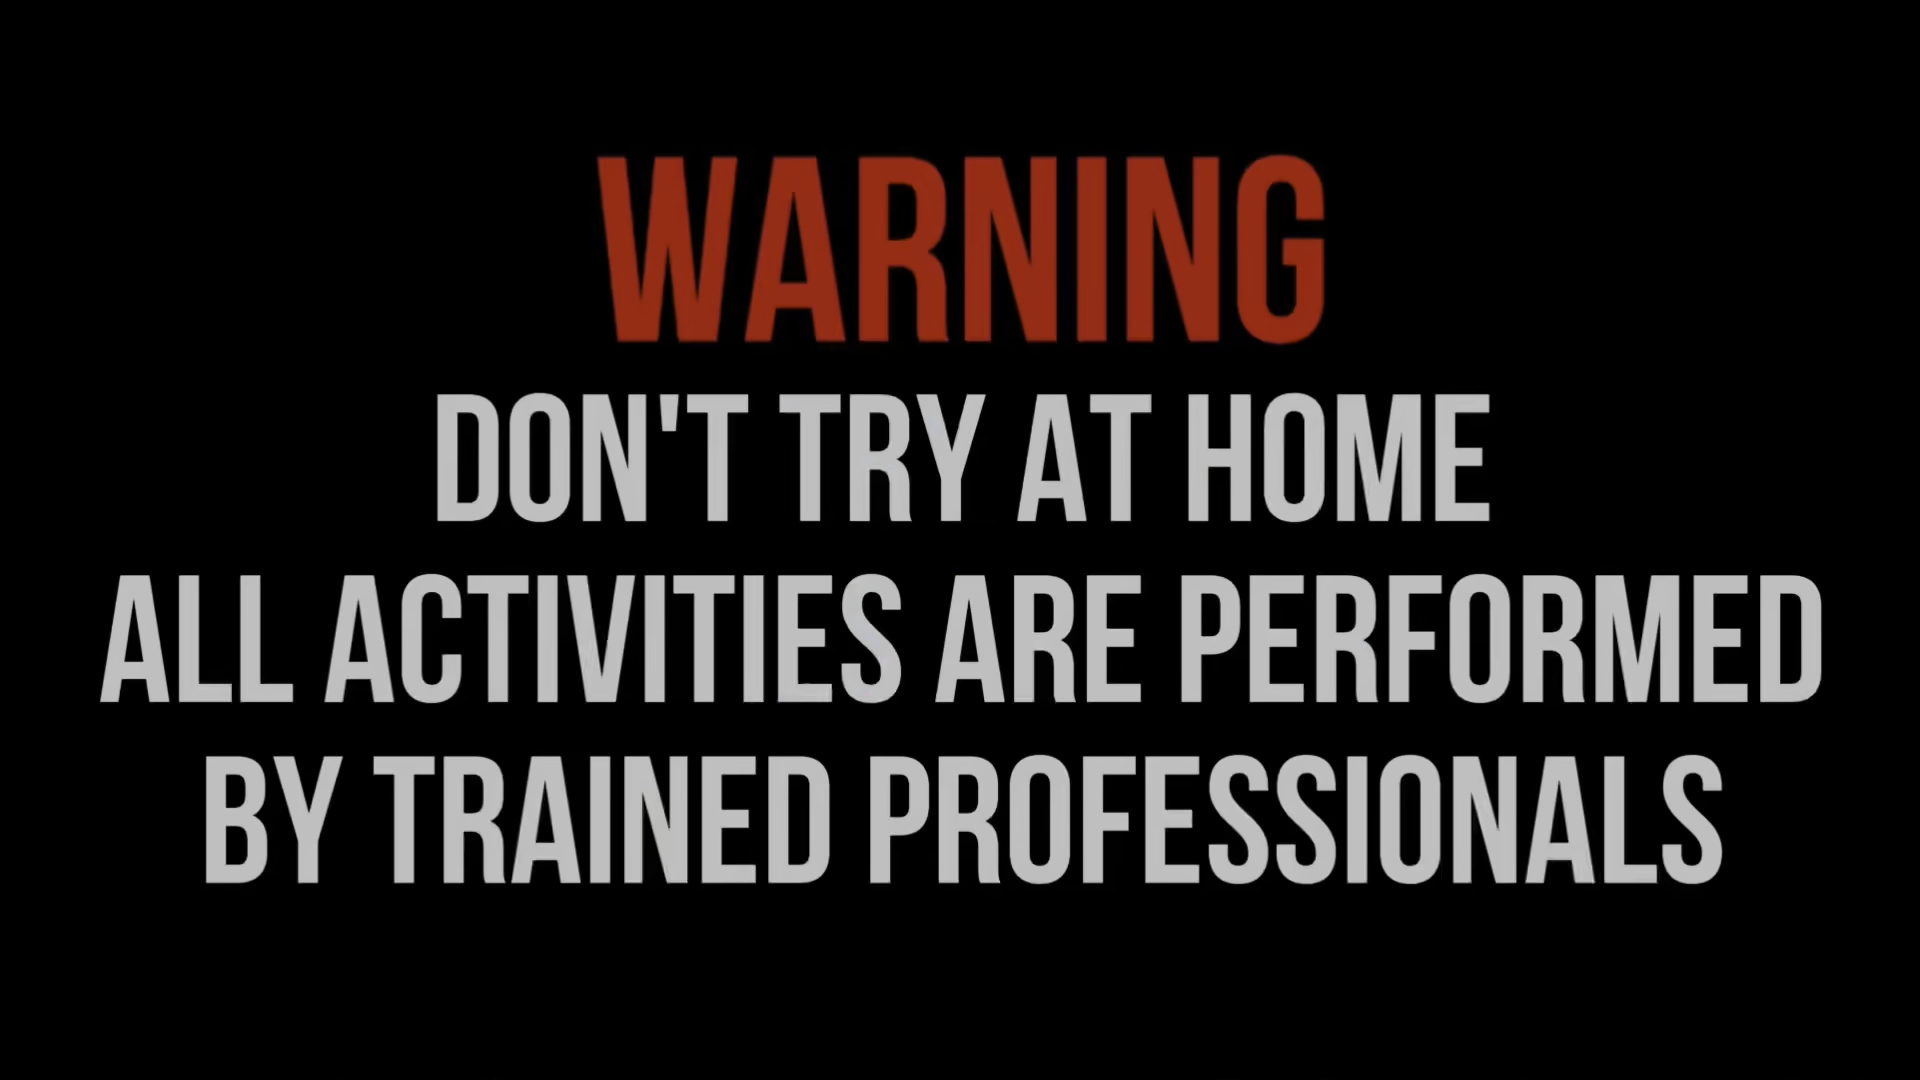 WARNING
DON'T TRY AT HOME
ALL ACTIVITIES ARE PERFORMED
BY TRAINED PROFESSIONALS